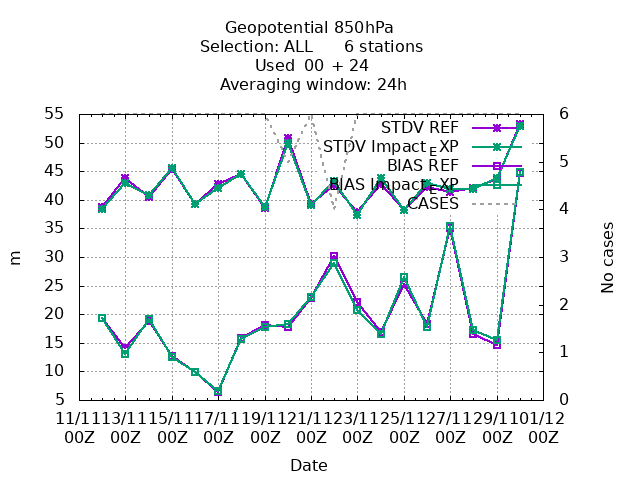 Geopotential 850hPa
Selection: ALL 6 stations
Used 00 + 24
Averaging window: 24h
55
50
45
40
35
30
25
20
15
10
5
m
6
5
4
3
2
1
0
No cases
STDV REF
STDV Impact_EXP
BIAS REF
BIAS Impact_EXP
CASES
11/11 13/11 15/11 17/11 19/11 21/11 23/11 25/11 27/11 29/11 01/12
00Z 00Z 00Z 00Z 00Z 00Z 00Z 00Z 00Z 00Z 00Z
Date